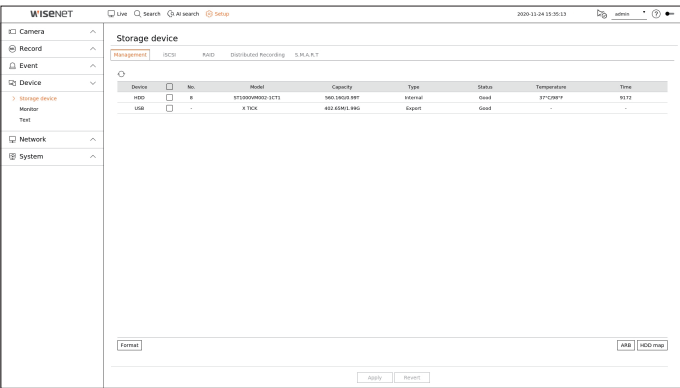 WISENET
Live Search AI search Setup
2020-11-24 15:35:13
admin
?
Camera
Record
Event
Device
> Storage device
Monitor
Text
Network
System
Storage device
Management iSCSI RAID Distributed Recording S.M.A.R.T
Device No. Model Capacity Type Status Temperature Time
HDD 8 ST1000VM002-1CT1 560.16G/0.99T Internal Good 37°C/98°F 9172
USB - X TICK 402.65M/1.99G Export Good - -
Format ARB HDD map
Apply Revert